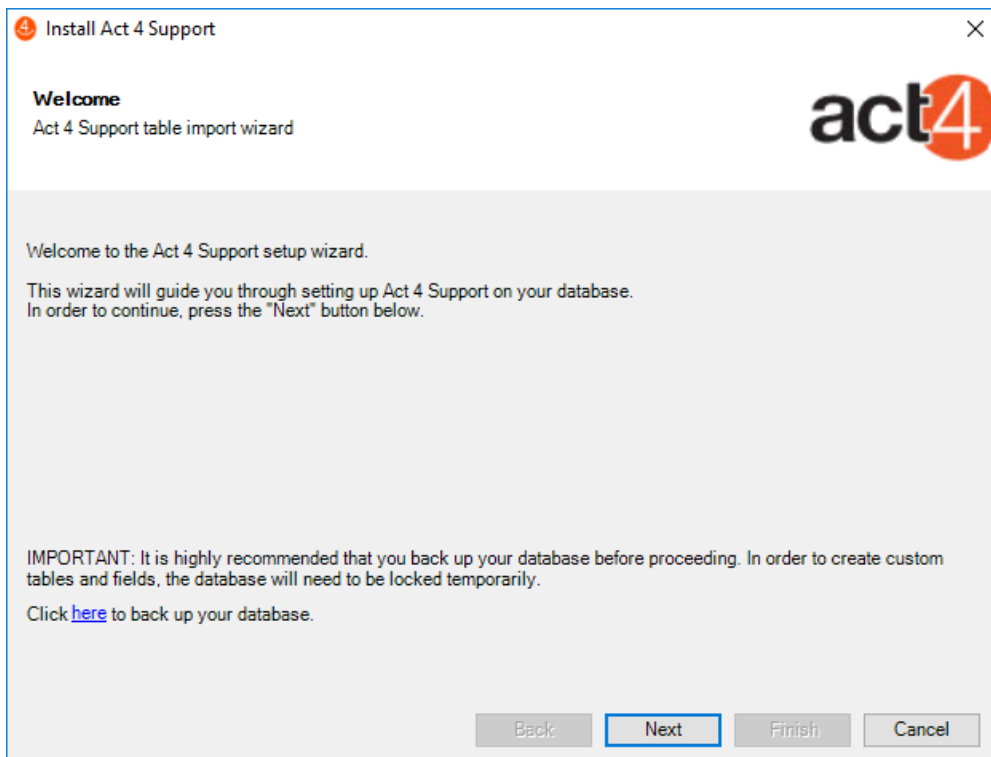 4 Install Act 4 Support
Welcome
Act 4 Support table import wizard
act4
Welcome to the Act 4 Support setup wizard.
This wizard will guide you through setting up Act 4 Support on your database.
In order to continue, press the "Next" button below.
IMPORTANT: It is highly recommended that you back up your database before proceeding. In order to create custom
tables and fields, the database will need to be locked temporarily.
Click here to back up your database.
Back Next Finish Cancel